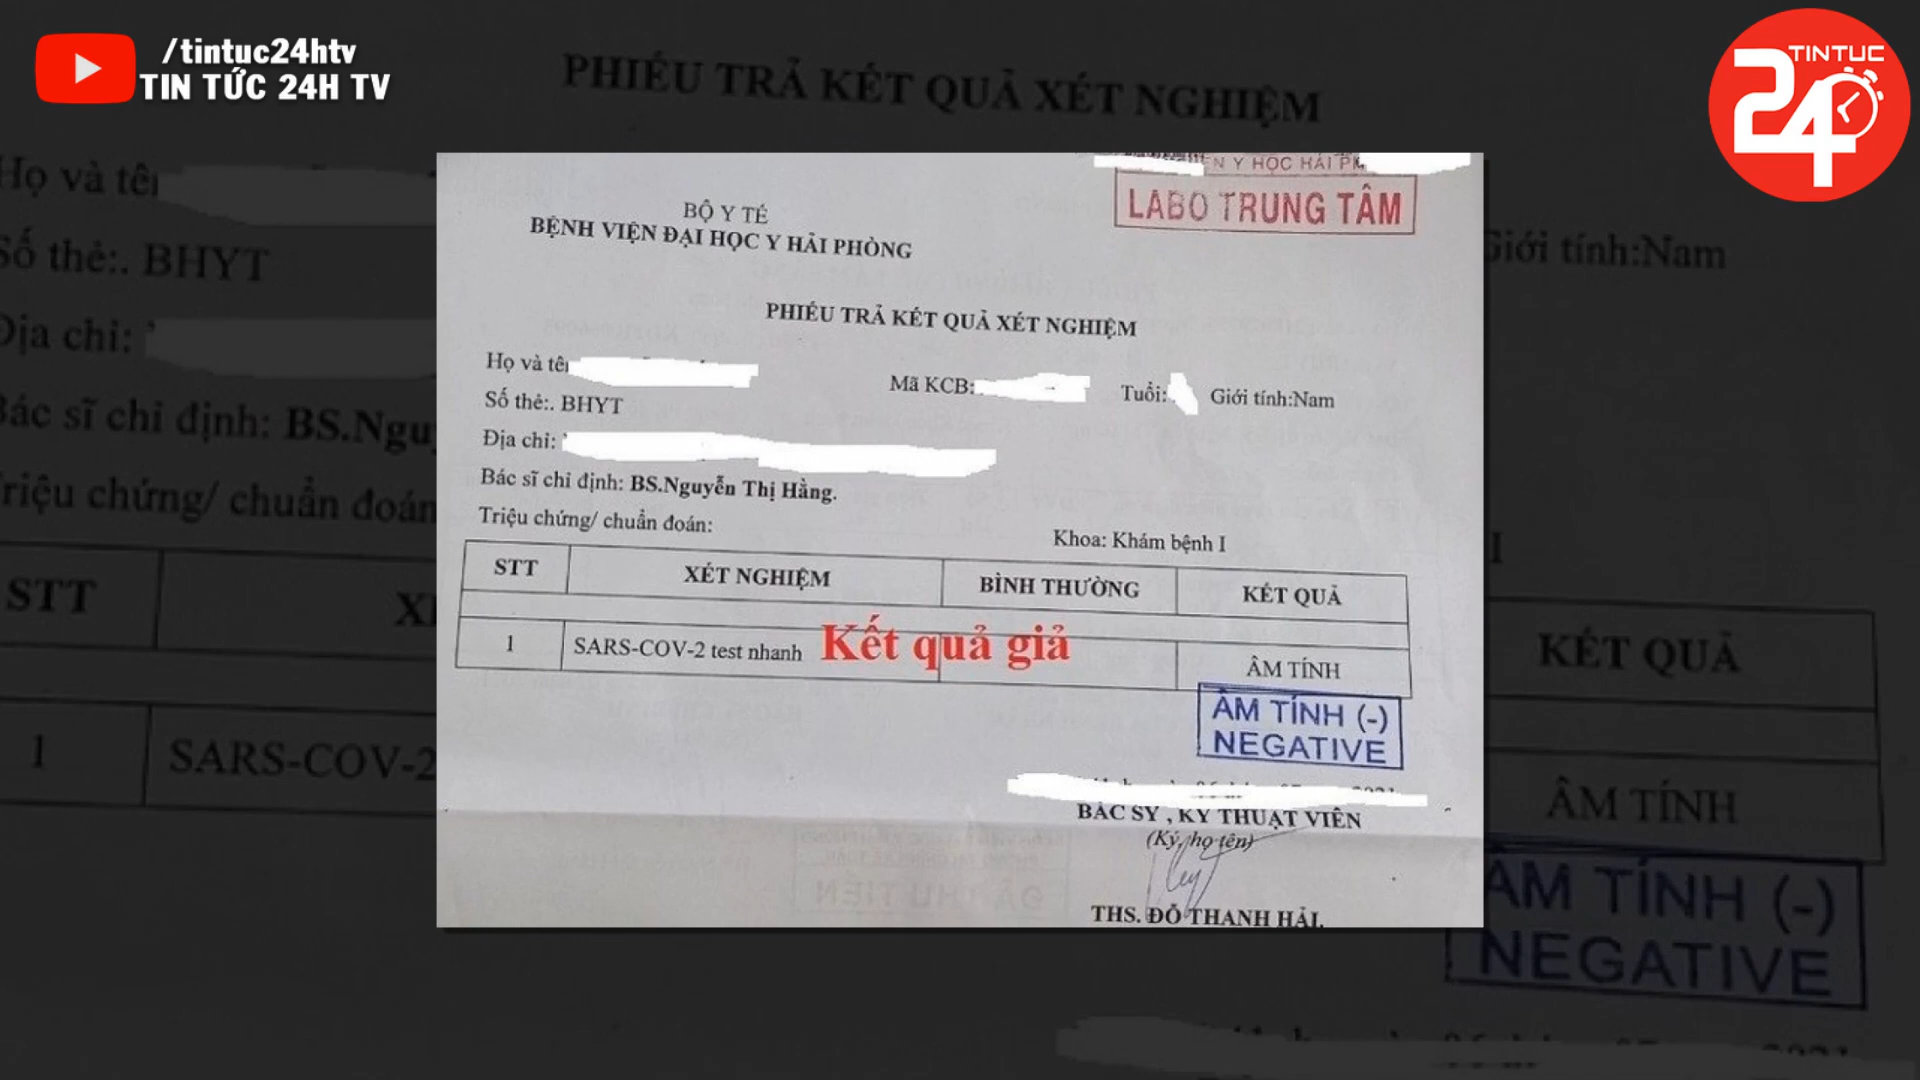 /tintuc24htv
TIN TỨC 24H TV
TINTUC
24
PHIẾU TRẢ KẾT QUẢ XÉT NGHIỆM
Họ và tên
Số thẻ:. BHYT
Địa chỉ:
Giới tính:Nam
Bác sĩ chỉ định: BS.Ngu
Triệu chứng/ chuẩn đoán
STT
KẾT QUẢ
1
SARS-COV-2
ÂM TÍNH
ÂM TÍNH (-)
NEGATIVE
Y HỌC HẢI
LABO TRUNG TÂM
BỘ Y TẾ
BỆNH VIỆN ĐẠI HỌC Y HẢI PHÒNG
PHIẾU TRẢ KẾT QUẢ XÉT NGHIỆM
Họ và tên
Mã KCB: Tuổi: Giới tính:Nam
Số thẻ:. BHYT
Địa chỉ:
Bác sĩ chỉ định: BS.Nguyễn Thị Hằng.
Triệu chứng/ chuẩn đoán:
Khoa: Khám bệnh I
STT XÉT NGHIỆM BÌNH THƯỜNG KẾT QUẢ
1 SARS-COV-2 test nhanh ÂM TÍNH
Kết quả giả
ÂM TÍNH (-)
NEGATIVE
BÁC SỸ , KỸ THUẬT VIÊN
(Ký, họ tên)
THS. ĐỖ THANH HẢI.